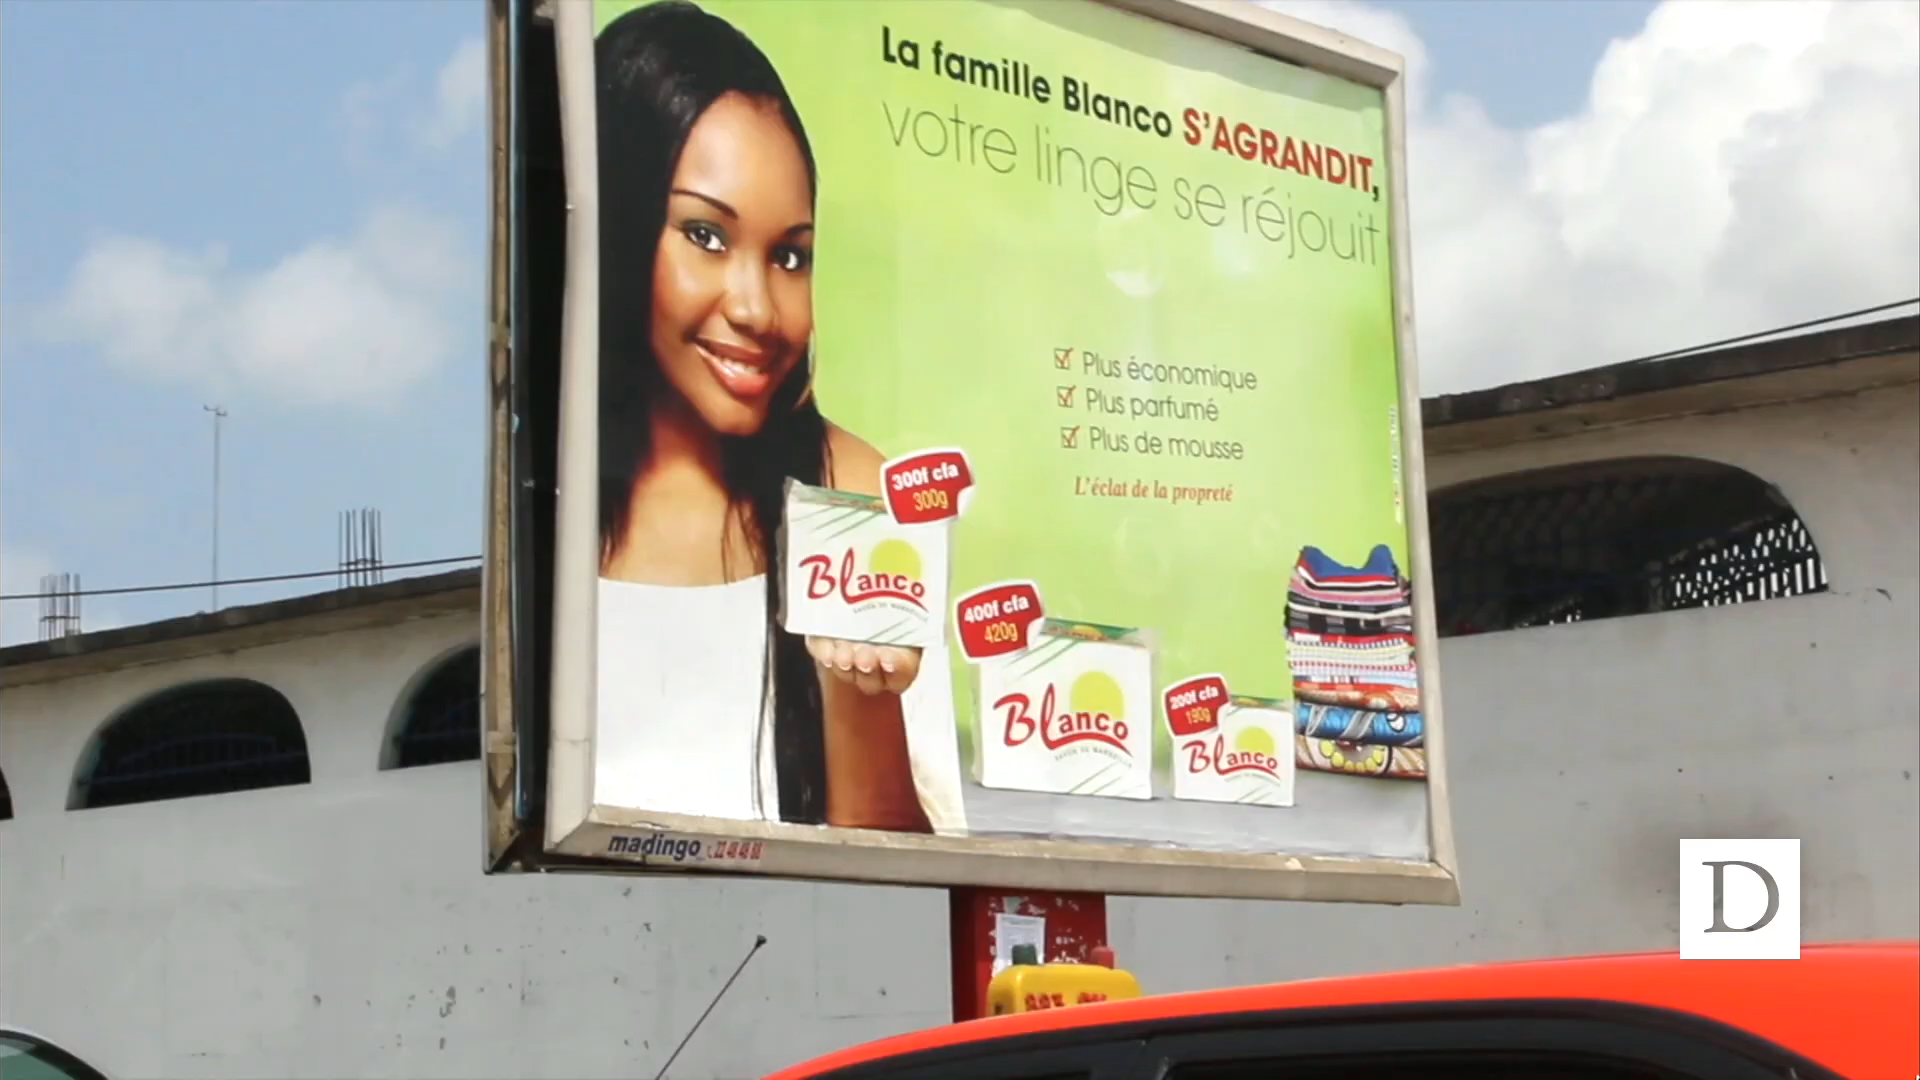 La famille Blanco S'AGRANDIT,
votre linge se réjouit
Plus économique
Plus parfumé
Plus de mousse
L'éclat de la propreté
300f cfa
300g
Blanco
400f cfa
420g
Blanco
200f cfa
190g
Blanco
madingo
D